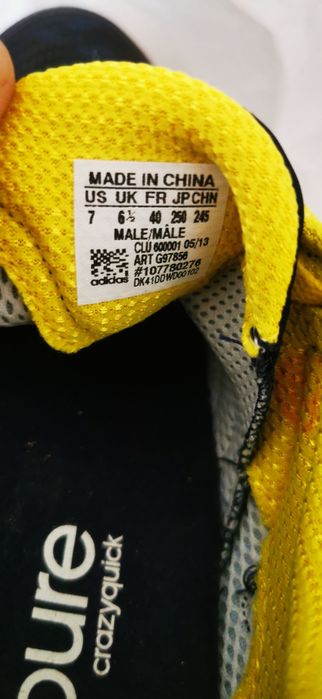 MADE IN CHINA
US UK FR JP CHN
7 6½ 40 250 245
MALE/MÂLE
CLU 600001 05/13
ART G97856
#107780276
DK41DDWD00102
adidas
pure
crazyquick